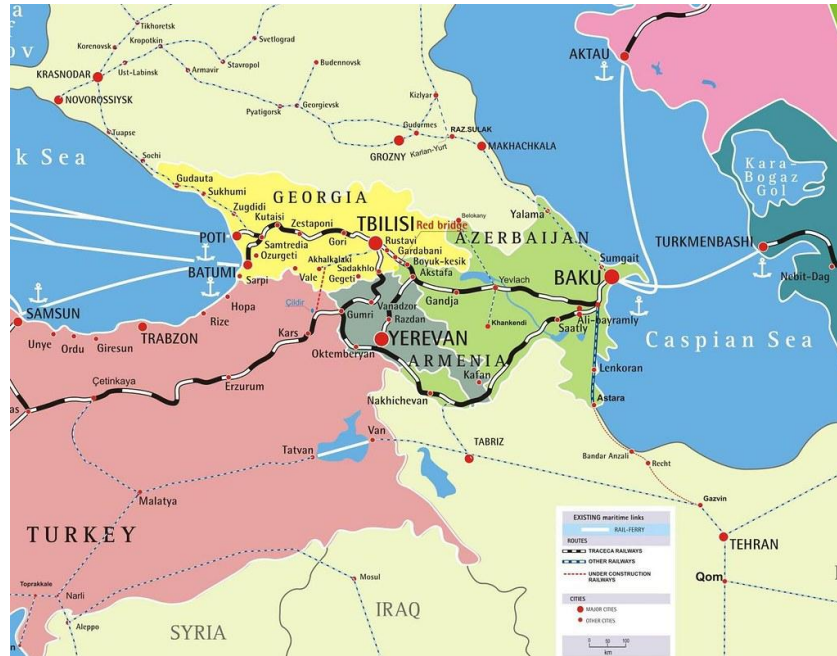 a
ov
k Sea
Tikhoretsk
Korenovsk
Kropotkin
Svetlograd
KRASNODAR
Ust-Labinsk
Armavir
Stavropol
Budennovsk
NOVOROSSIYSK
Pyatigorsk
Georgievsk
Kizlyar
Tuapse
Gudermes
RAZ.SULAK
GROZNY
Karlan-Yurt
MAKHACHKALA
Sochi
AKTAU
Kara-
Bogaz
Gol
Gudauta
Sukhumi
GEORGIA
Zugdidi
Kutaisi
Zestaponi
TBILISI
Red bridge
Belokany
Yalama
POTI
Samtredia
Gori
Rustavi
AZERBAIJAN
Ozurgeti
Akhalkalaki
Gardabani
TURKMENBASHI
BATUMI
Vale
Sadakhlo
Boyuk-kesik
Sumgait
Sarpi
Gegeti
Akstafa
Yevlach
BAKU
Nebit-Dag
Hopa
Çildir
Vanadzor
Gandja
SAMSUN
Rize
Gumri
Razdan
Ali-bayramly
Unye
Ordu
Giresun
TRABZON
Kars
YEREVAN
Khankendi
Saatly
Caspian Sea
Oktemberyan
ARMENIA
Çetinkaya
Erzurum
Kafan
Lenkoran
as
Nakhichevan
Astara
Van
TABRIZ
Tatvan
Bandar Anzali
Recht
Malatya
Gazvin
TURKEY
TEHRAN
Mosul
Qom
Toprakkale
Narli
IRAQ
Aleppo
SYRIA
n
EXISTING maritime links
RAIL-FERRY
ROUTES
TRACECA RAILWAYS
OTHER RAILWAYS
UNDER CONSTRUCTION
RAILWAYS
CITIES
MAJOR CITIES
OTHER CITIES
0 50 100
km